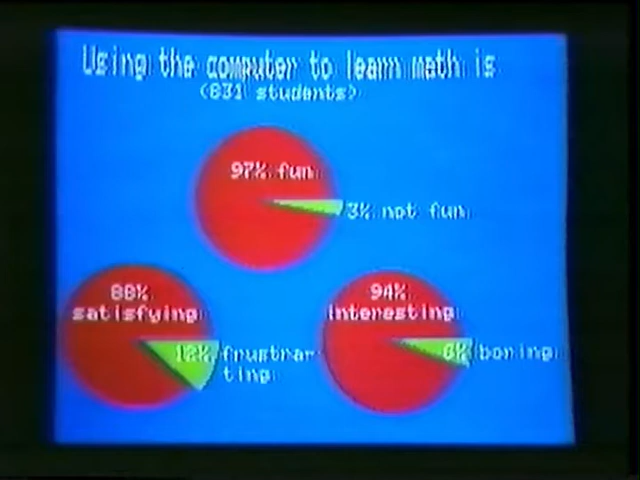 Using the computer to learn math is
(831 students)
97% fun
3% not fun
88%
satisfying
12% frustra-
ting
94%
interesting
6% boring